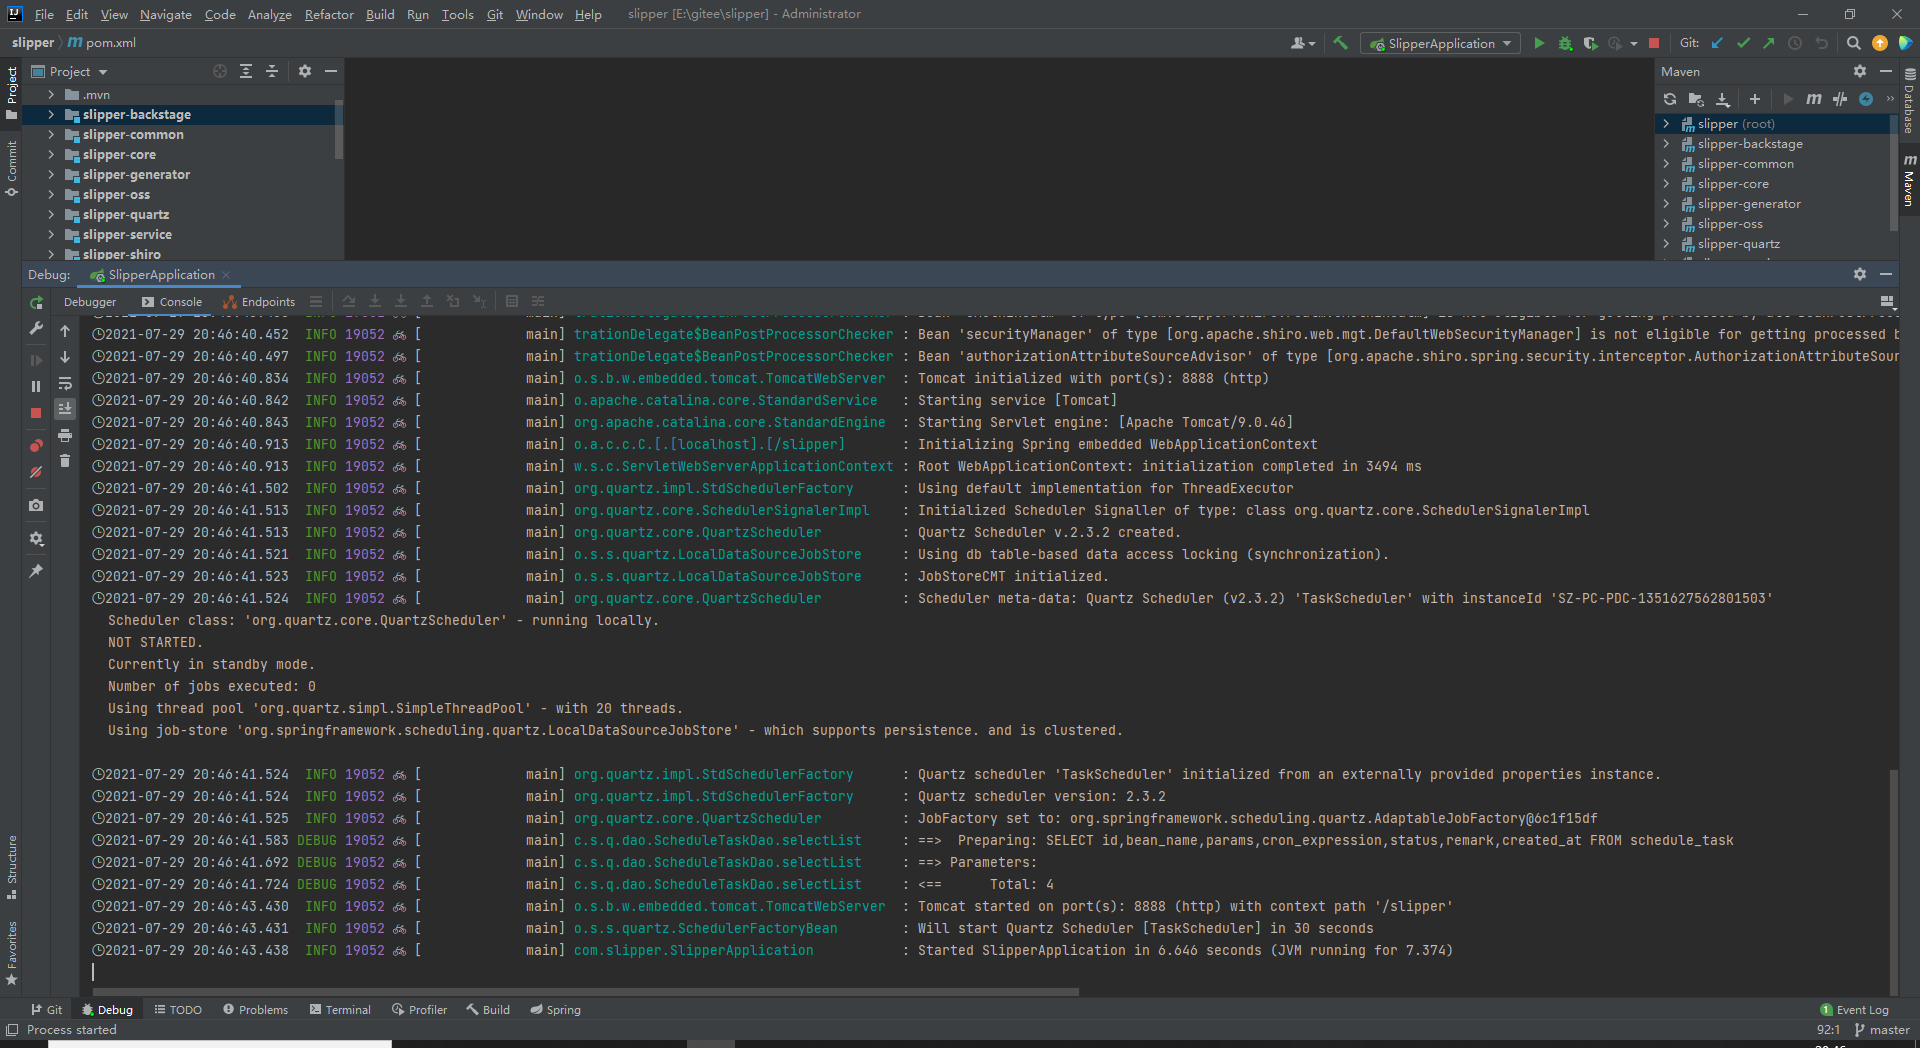 File Edit View Navigate Code Analyze Refactor Build Run Tools Git Window Help slipper [E:\gitee\slipper] - Administrator
slipper pom.xml SlipperApplication Git:
Project Maven
Project
.mvn
slipper-backstage
slipper-common
slipper-core
slipper-generator
slipper-oss
slipper-quartz
slipper-service
slipper-shiro
Commit
slipper (root)
slipper-backstage
slipper-common
slipper-core
slipper-generator
slipper-oss
slipper-quartz
Database
Maven
Debug: SlipperApplication
Debugger Console Endpoints
2021-07-29 20:46:40.452 INFO 19052 [ main] trationDelegate$BeanPostProcessorChecker : Bean 'securityManager' of type [org.apache.shiro.web.mgt.DefaultWebSecurityManager] is not eligible for getting processed b
2021-07-29 20:46:40.497 INFO 19052 [ main] trationDelegate$BeanPostProcessorChecker : Bean 'authorizationAttributeSourceAdvisor' of type [org.apache.shiro.spring.security.interceptor.AuthorizationAttributeSour
2021-07-29 20:46:40.834 INFO 19052 [ main] o.s.b.w.embedded.tomcat.TomcatWebServer : Tomcat initialized with port(s): 8888 (http)
2021-07-29 20:46:40.842 INFO 19052 [ main] o.apache.catalina.core.StandardService : Starting service [Tomcat]
2021-07-29 20:46:40.843 INFO 19052 [ main] org.apache.catalina.core.StandardEngine : Starting Servlet engine: [Apache Tomcat/9.0.46]
2021-07-29 20:46:40.913 INFO 19052 [ main] o.a.c.c.C.[.[localhost].[/slipper] : Initializing Spring embedded WebApplicationContext
2021-07-29 20:46:40.913 INFO 19052 [ main] w.s.c.ServletWebServerApplicationContext : Root WebApplicationContext: initialization completed in 3494 ms
2021-07-29 20:46:41.502 INFO 19052 [ main] org.quartz.impl.StdSchedulerFactory : Using default implementation for ThreadExecutor
2021-07-29 20:46:41.513 INFO 19052 [ main] org.quartz.core.SchedulerSignalerImpl : Initialized Scheduler Signaller of type: class org.quartz.core.SchedulerSignalerImpl
2021-07-29 20:46:41.513 INFO 19052 [ main] org.quartz.core.QuartzScheduler : Quartz Scheduler v.2.3.2 created.
2021-07-29 20:46:41.521 INFO 19052 [ main] o.s.s.quartz.LocalDataSourceJobStore : Using db table-based data access locking (synchronization).
2021-07-29 20:46:41.523 INFO 19052 [ main] o.s.s.quartz.LocalDataSourceJobStore : JobStoreCMT initialized.
2021-07-29 20:46:41.524 INFO 19052 [ main] org.quartz.core.QuartzScheduler : Scheduler meta-data: Quartz Scheduler (v2.3.2) 'TaskScheduler' with instanceId 'SZ-PC-PDC-1351627562801503'
Scheduler class: 'org.quartz.core.QuartzScheduler' - running locally.
NOT STARTED.
Currently in standby mode.
Number of jobs executed: 0
Using thread pool 'org.quartz.simpl.SimpleThreadPool' - with 20 threads.
Using job-store 'org.springframework.scheduling.quartz.LocalDataSourceJobStore' - which supports persistence. and is clustered.
2021-07-29 20:46:41.524 INFO 19052 [ main] org.quartz.impl.StdSchedulerFactory : Quartz scheduler 'TaskScheduler' initialized from an externally provided properties instance.
2021-07-29 20:46:41.524 INFO 19052 [ main] org.quartz.impl.StdSchedulerFactory : Quartz scheduler version: 2.3.2
2021-07-29 20:46:41.525 INFO 19052 [ main] org.quartz.core.QuartzScheduler : JobFactory set to: org.springframework.scheduling.quartz.AdaptableJobFactory@6c1f15df
2021-07-29 20:46:41.583 DEBUG 19052 [ main] c.s.q.dao.ScheduleTaskDao.selectList : ==> Preparing: SELECT id,bean_name,params,cron_expression,status,remark,created_at FROM schedule_task
2021-07-29 20:46:41.692 DEBUG 19052 [ main] c.s.q.dao.ScheduleTaskDao.selectList : ==> Parameters:
2021-07-29 20:46:41.724 DEBUG 19052 [ main] c.s.q.dao.ScheduleTaskDao.selectList : <== Total: 4
2021-07-29 20:46:43.430 INFO 19052 [ main] o.s.b.w.embedded.tomcat.TomcatWebServer : Tomcat started on port(s): 8888 (http) with context path '/slipper'
2021-07-29 20:46:43.431 INFO 19052 [ main] o.s.s.quartz.SchedulerFactoryBean : Will start Quartz Scheduler [TaskScheduler] in 30 seconds
2021-07-29 20:46:43.438 INFO 19052 [ main] com.slipper.SlipperApplication : Started SlipperApplication in 6.646 seconds (JVM running for 7.374)
Structure
Favorites
Git Debug TODO Problems Terminal Profiler Build Spring 1 Event Log
Process started 92:1 master